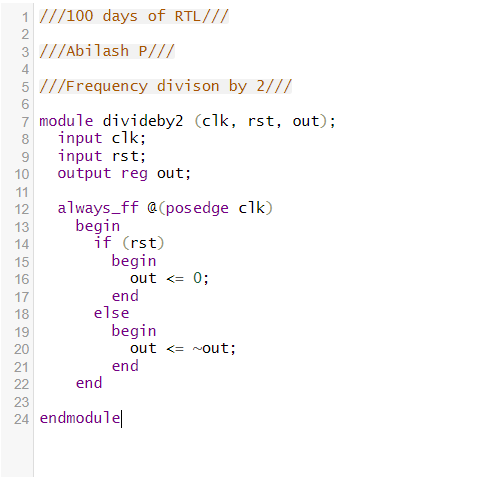 1 ///100 days of RTL///
2
3 ///Abilash P///
4
5 ///Frequency divison by 2///
6
7 module divideby2 (clk, rst, out);
8   input clk;
9   input rst;
10   output reg out;
11
12   always_ff @(posedge clk)
13     begin
14       if (rst)
15         begin
16           out <= 0;
17         end
18       else
19         begin
20           out <= ~out;
21         end
22     end
23
24 endmodule